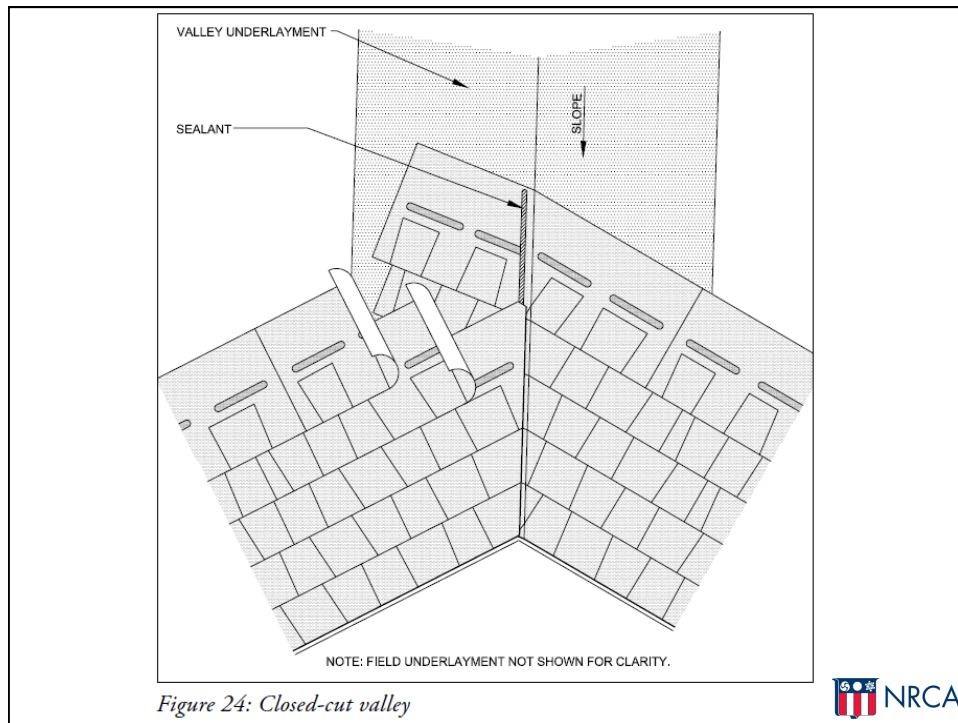 VALLEY UNDERLAYMENT
SEALANT
SLOPE
NOTE: FIELD UNDERLAYMENT NOT SHOWN FOR CLARITY.
Figure 24: Closed-cut valley
NRCA